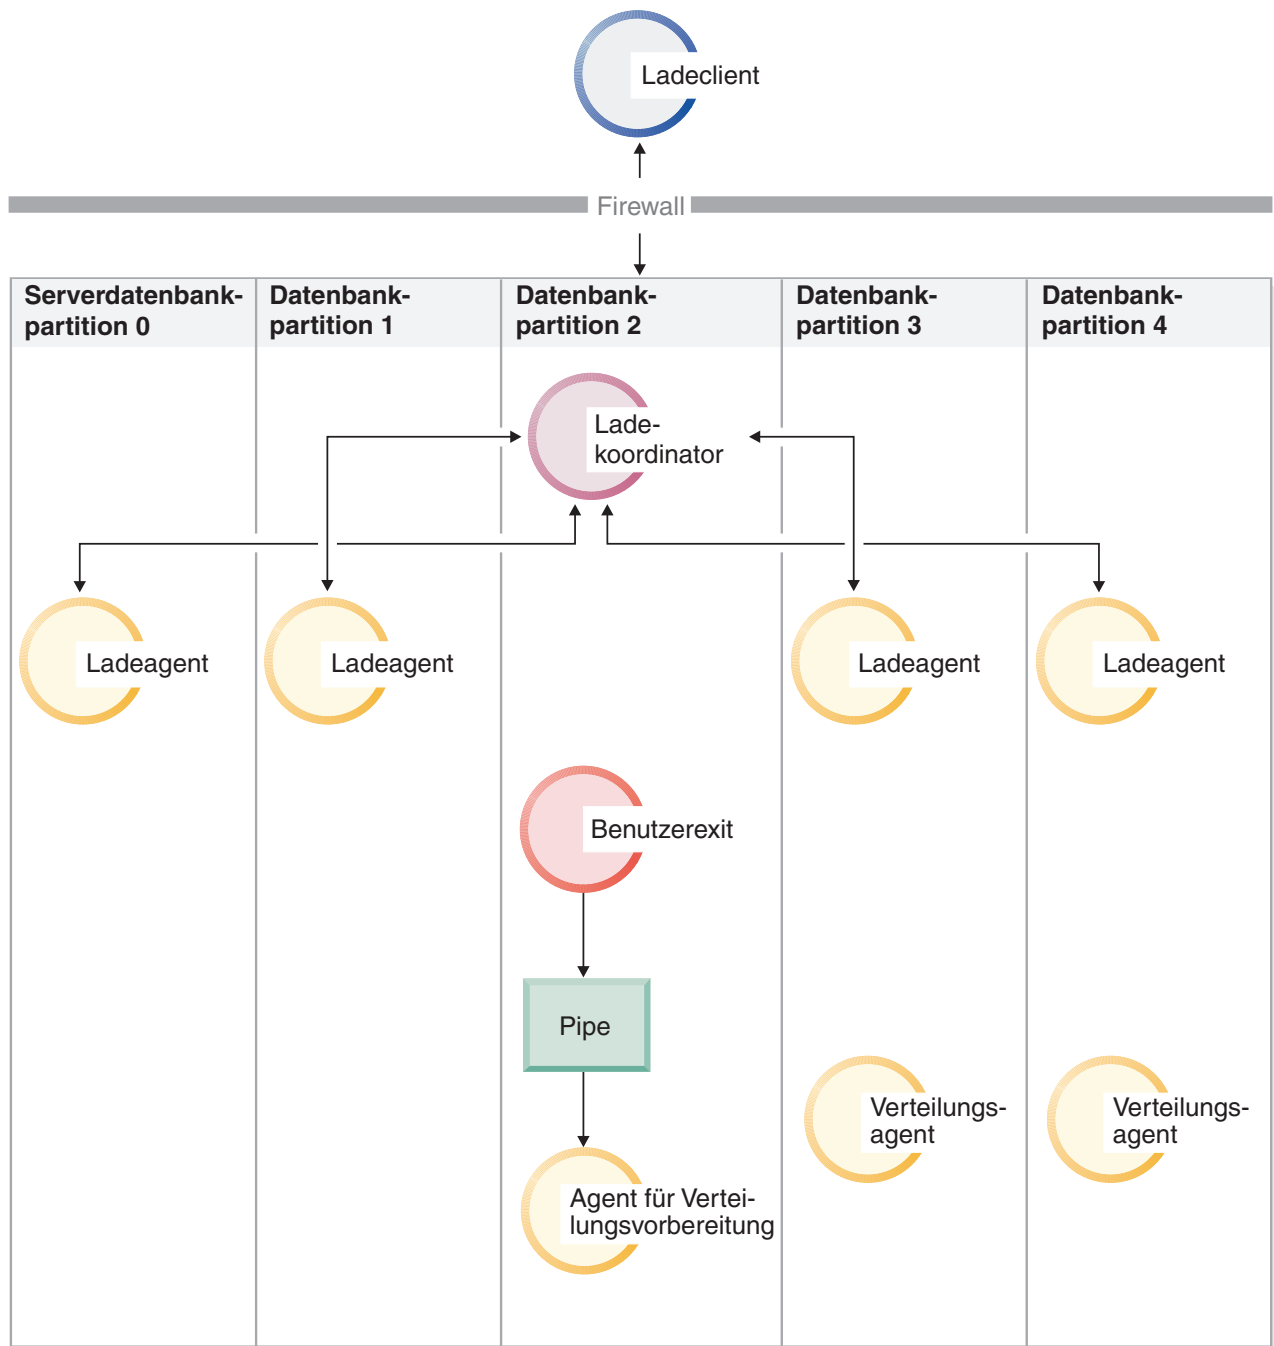 Ladeclient
Firewall
Serverdatenbank-
partition 0
Datenbank-
partition 1
Datenbank-
partition 2
Datenbank-
partition 3
Datenbank-
partition 4
Lade-
koordinator
Ladeagent
Ladeagent
Ladeagent
Ladeagent
Benutzerexit
Pipe
Verteilungs-
agent
Verteilungs-
agent
Agent für Vertei-
lungsvorbereitung